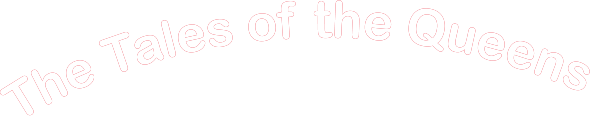 The Tales of the Queens